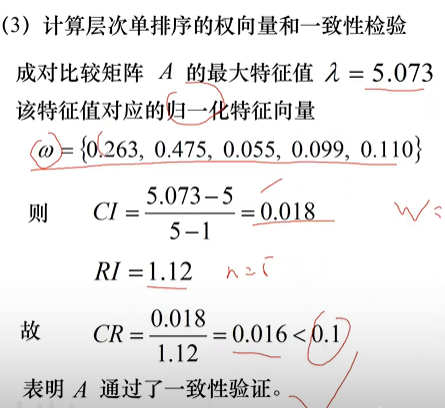 (3) 计算层次单排序的权向量和一致性检验
成对比较矩阵 A 的最大特征值 λ = 5.073
该特征值对应的归一化特征向量
ω = {0.263, 0.475, 0.055, 0.099, 0.110}
则 CI = (5.073−5)/(5−1) = 0.018 W=
RI = 1.12 n=5
故 CR = 0.018/1.12 = 0.016 < 0.1
表明 A 通过了一致性验证。